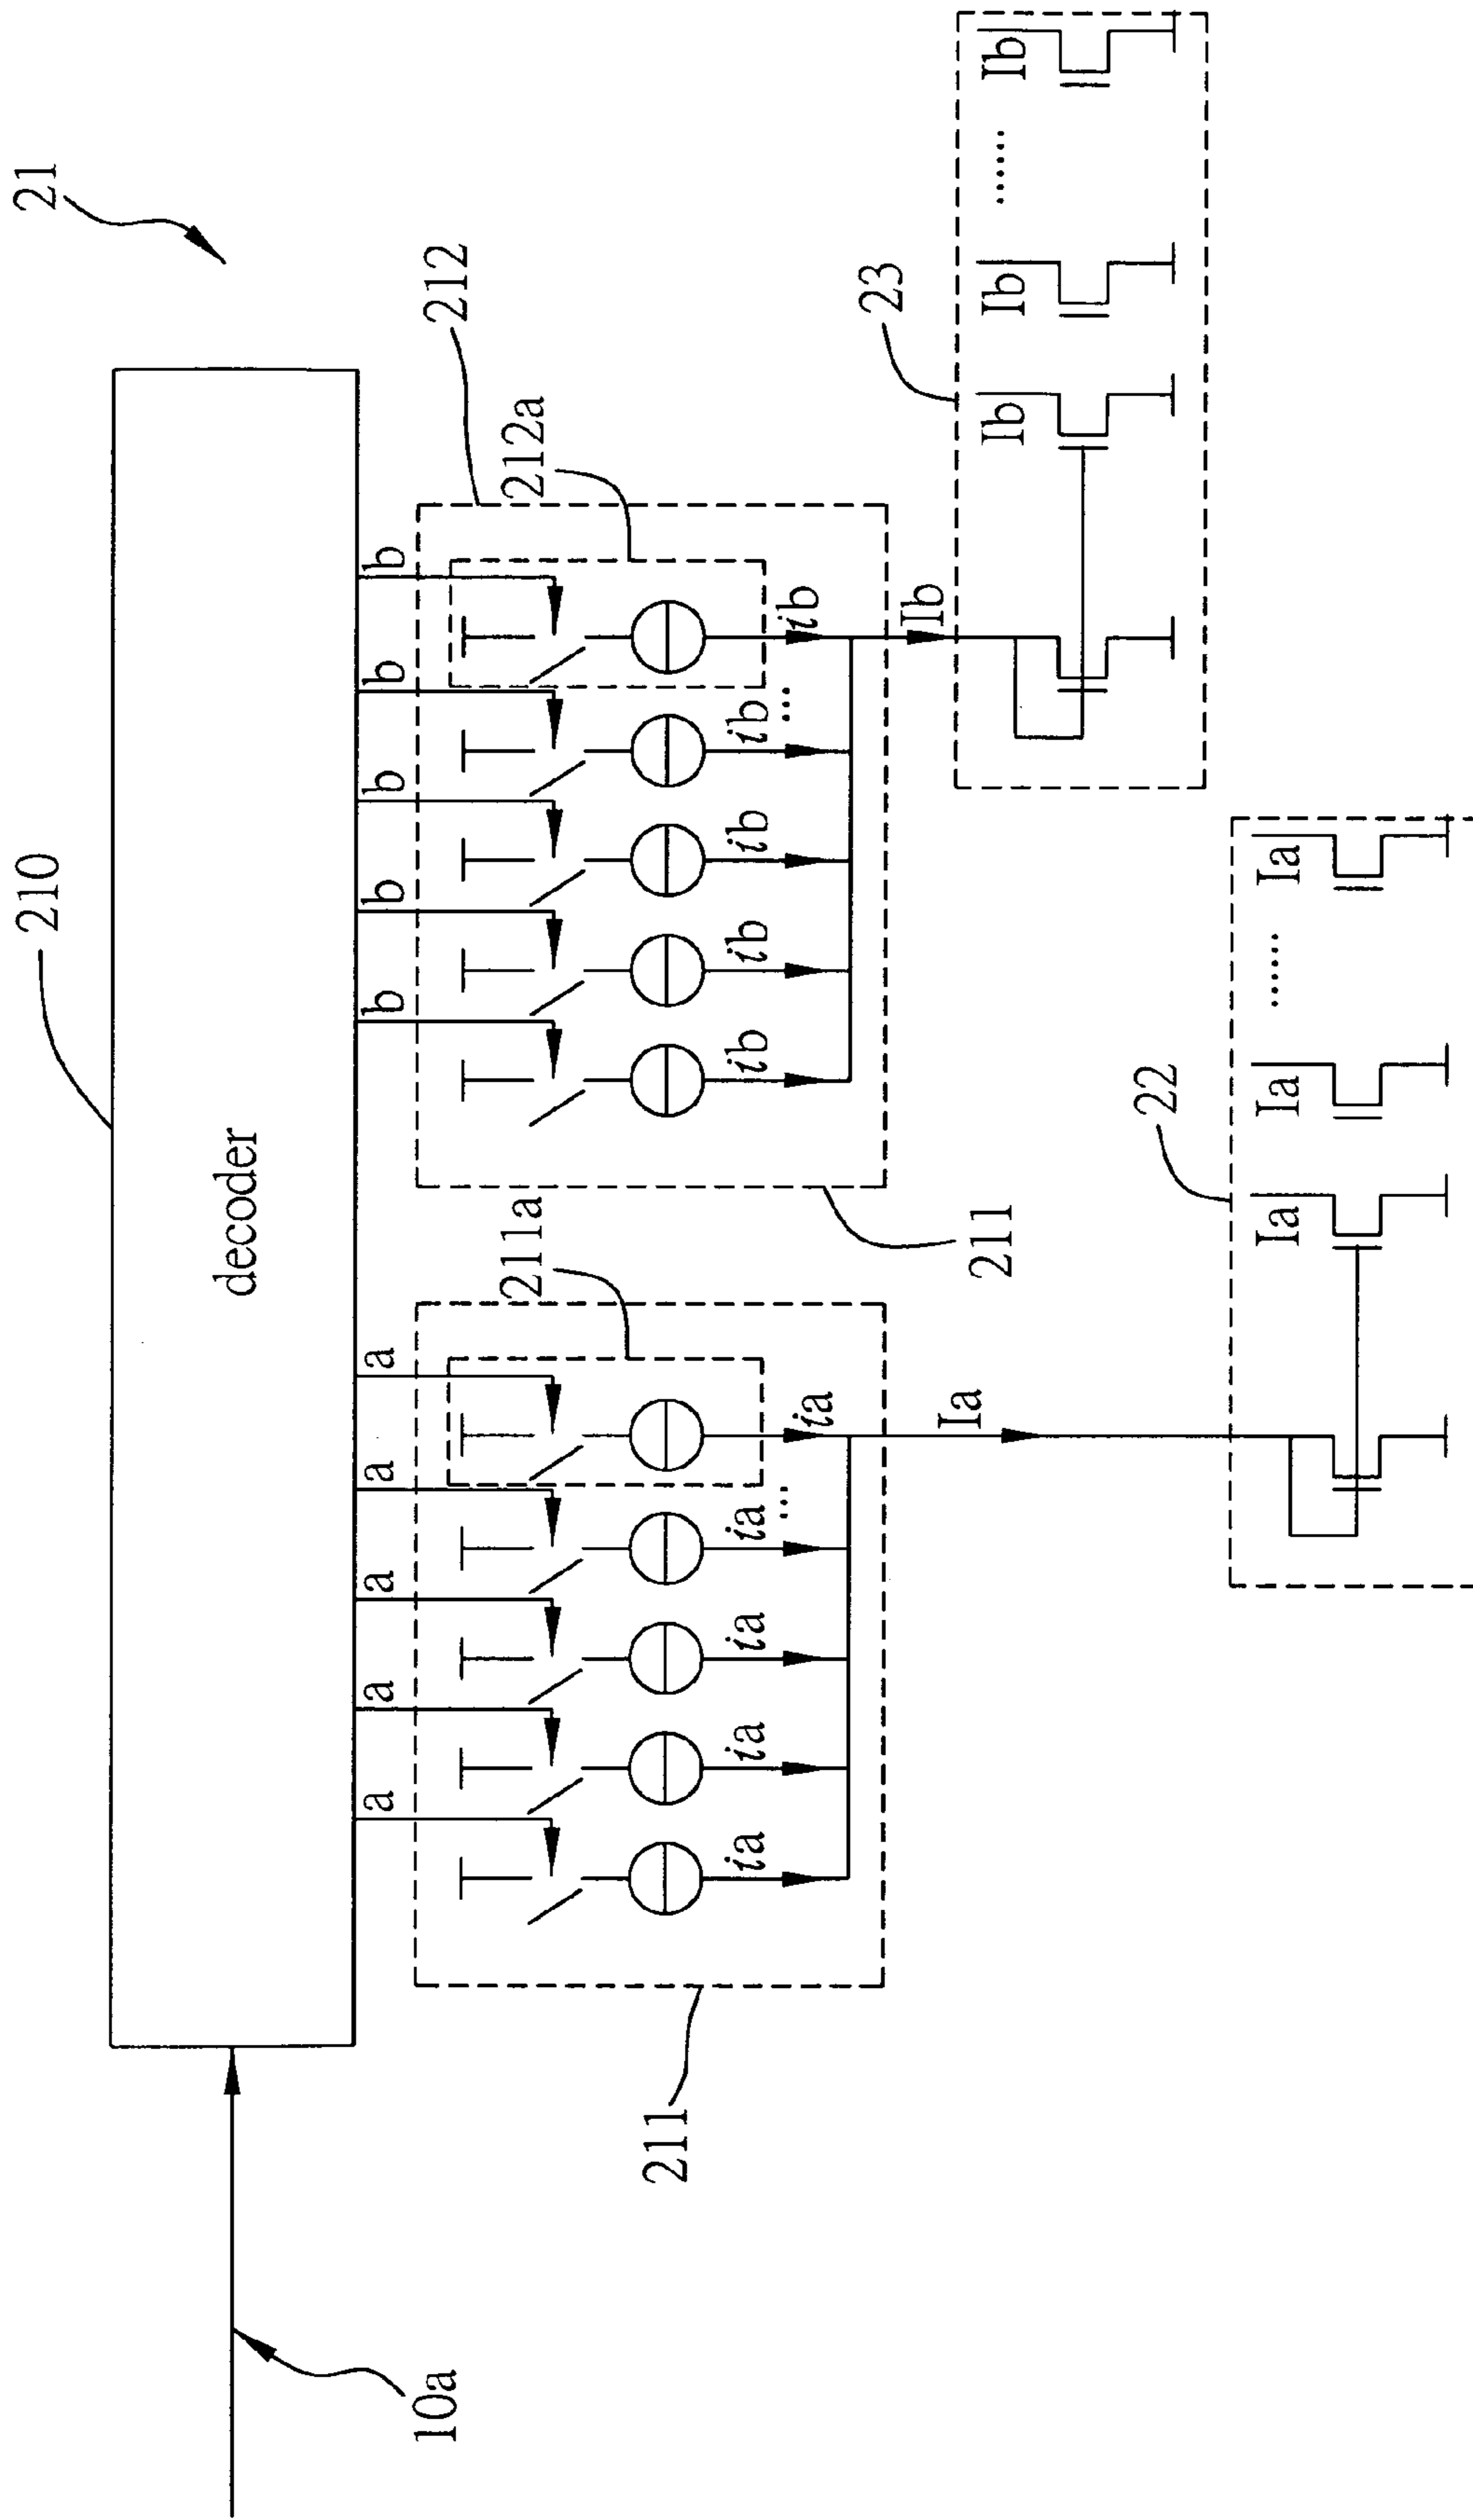 210
21
decoder
a a a a a b b b b b
10a
212
211a
212a
211
ia ia ia ia ... ia
ib ib ib ib ... ib
23
Ib
Ia
211
Ib Ib ...... Ib
22
Ia Ia ..... Ia